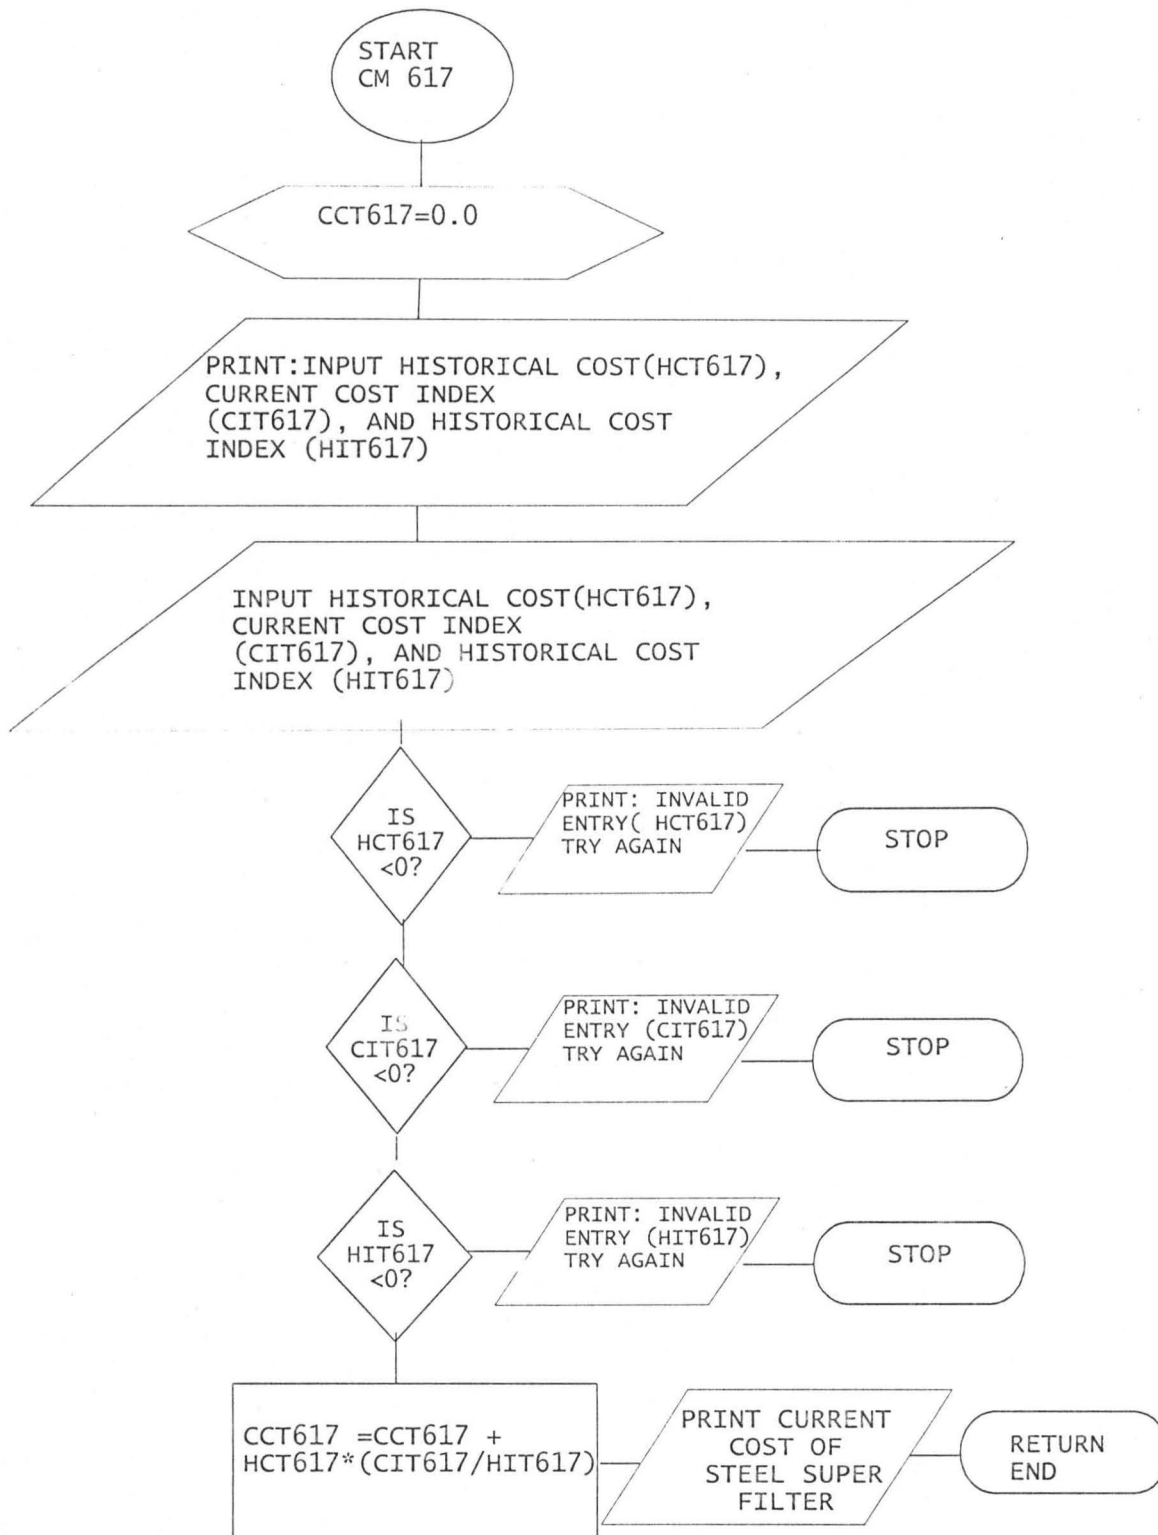 START
CM 617
CCT617=0.0
PRINT:INPUT HISTORICAL COST(HCT617),
CURRENT COST INDEX
(CIT617), AND HISTORICAL COST
INDEX (HIT617)
INPUT HISTORICAL COST(HCT617),
CURRENT COST INDEX
(CIT617), AND HISTORICAL COST
INDEX (HIT617)
IS
HCT617
<0?
PRINT: INVALID
ENTRY( HCT617)
TRY AGAIN
STOP
IS
CIT617
<0?
PRINT: INVALID
ENTRY (CIT617)
TRY AGAIN
STOP
IS
HIT617
<0?
PRINT: INVALID
ENTRY (HIT617)
TRY AGAIN
STOP
CCT617 =CCT617 +
HCT617*(CIT617/HIT617)
PRINT CURRENT
COST OF
STEEL SUPER
FILTER
RETURN
END